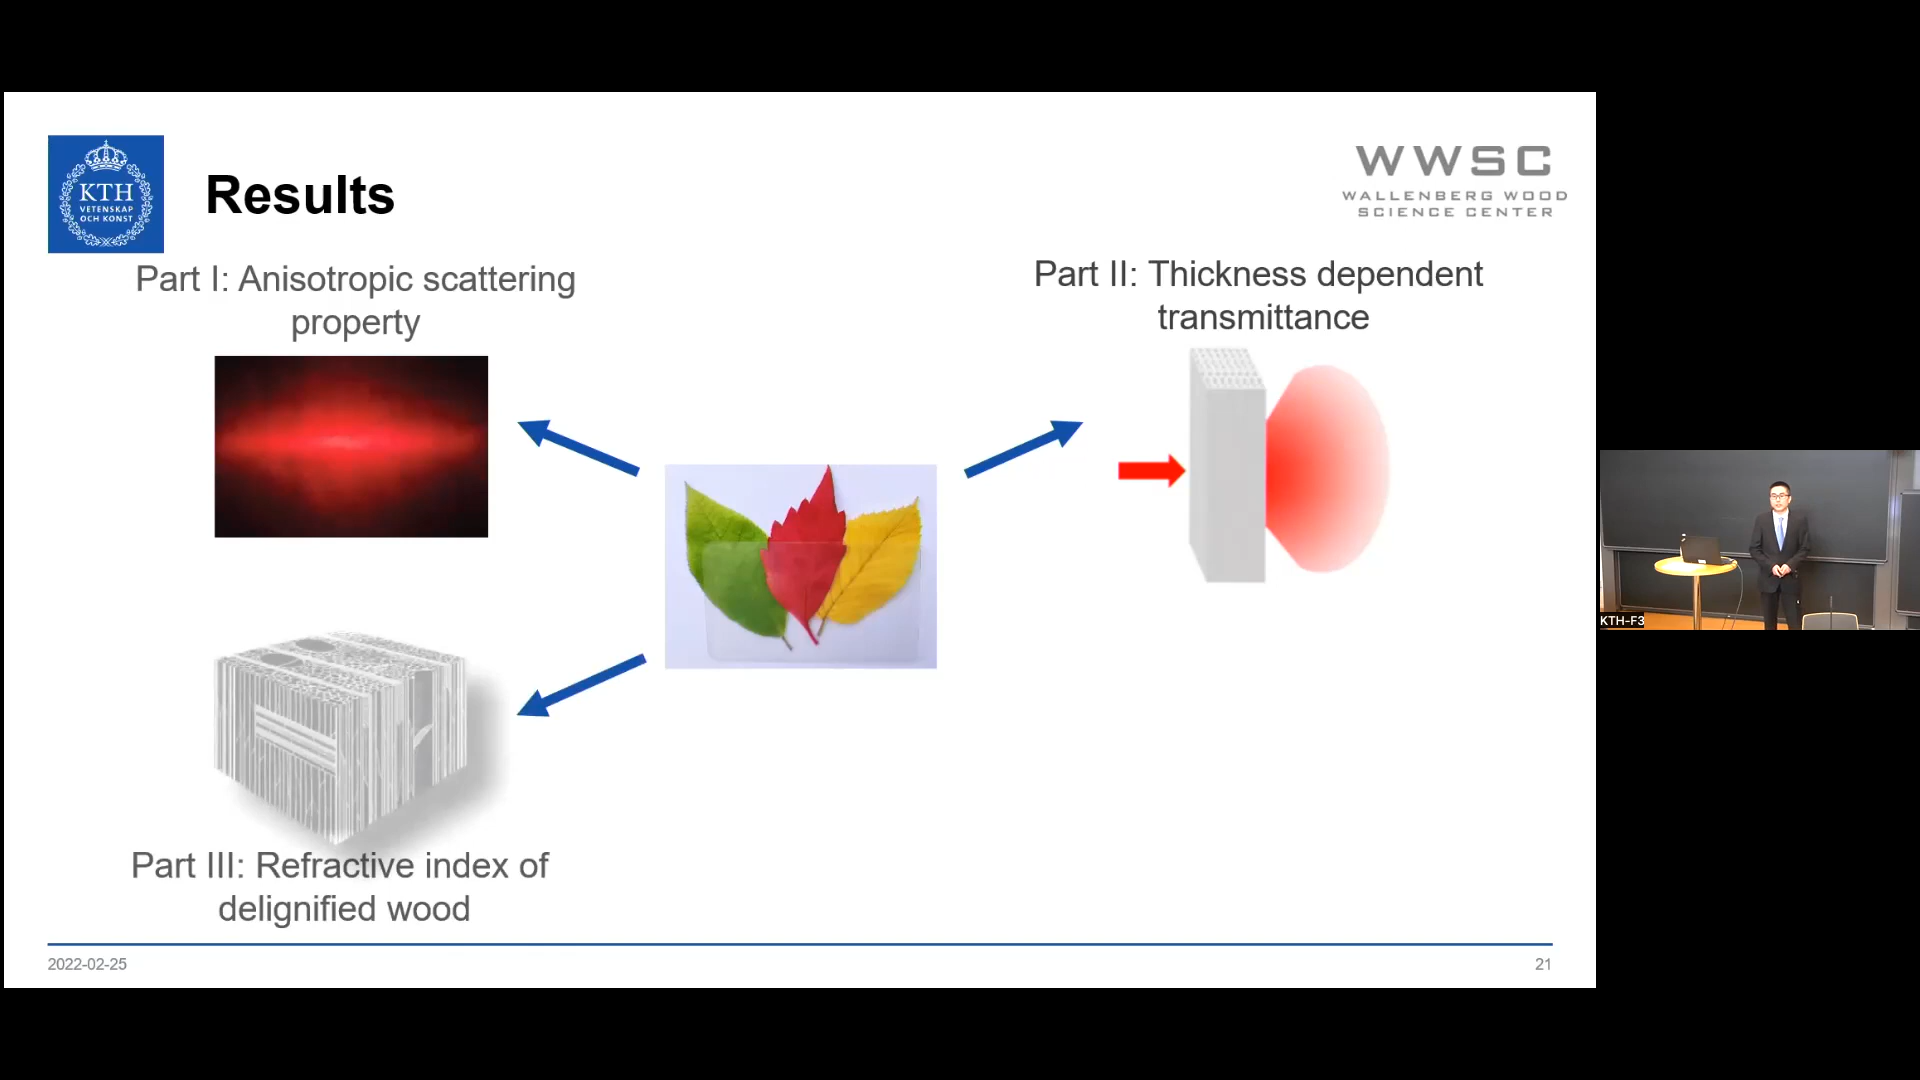 KTH
VETENSKAP
OCH KONST
Results
WWSC
WALLENBERG WOOD
SCIENCE CENTER
Part I: Anisotropic scattering
property
Part II: Thickness dependent
transmittance
Part III: Refractive index of
delignified wood
2022-02-25
21
KTH-F3